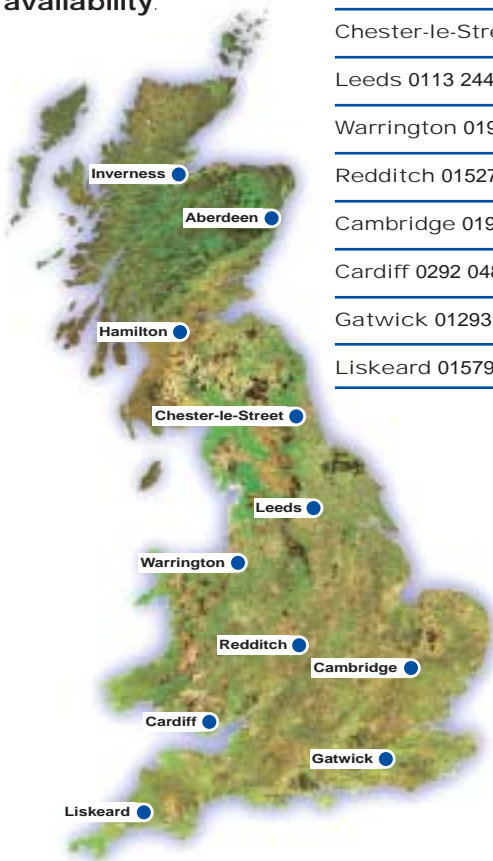 availability.
Chester-le-Stre
Leeds 0113 244
Warrington 019
Redditch 01527
Cambridge 019
Cardiff 0292 048
Gatwick 01293
Liskeard 01579
Inverness
Aberdeen
Hamilton
Chester-le-Street
Leeds
Warrington
Redditch
Cambridge
Cardiff
Gatwick
Liskeard